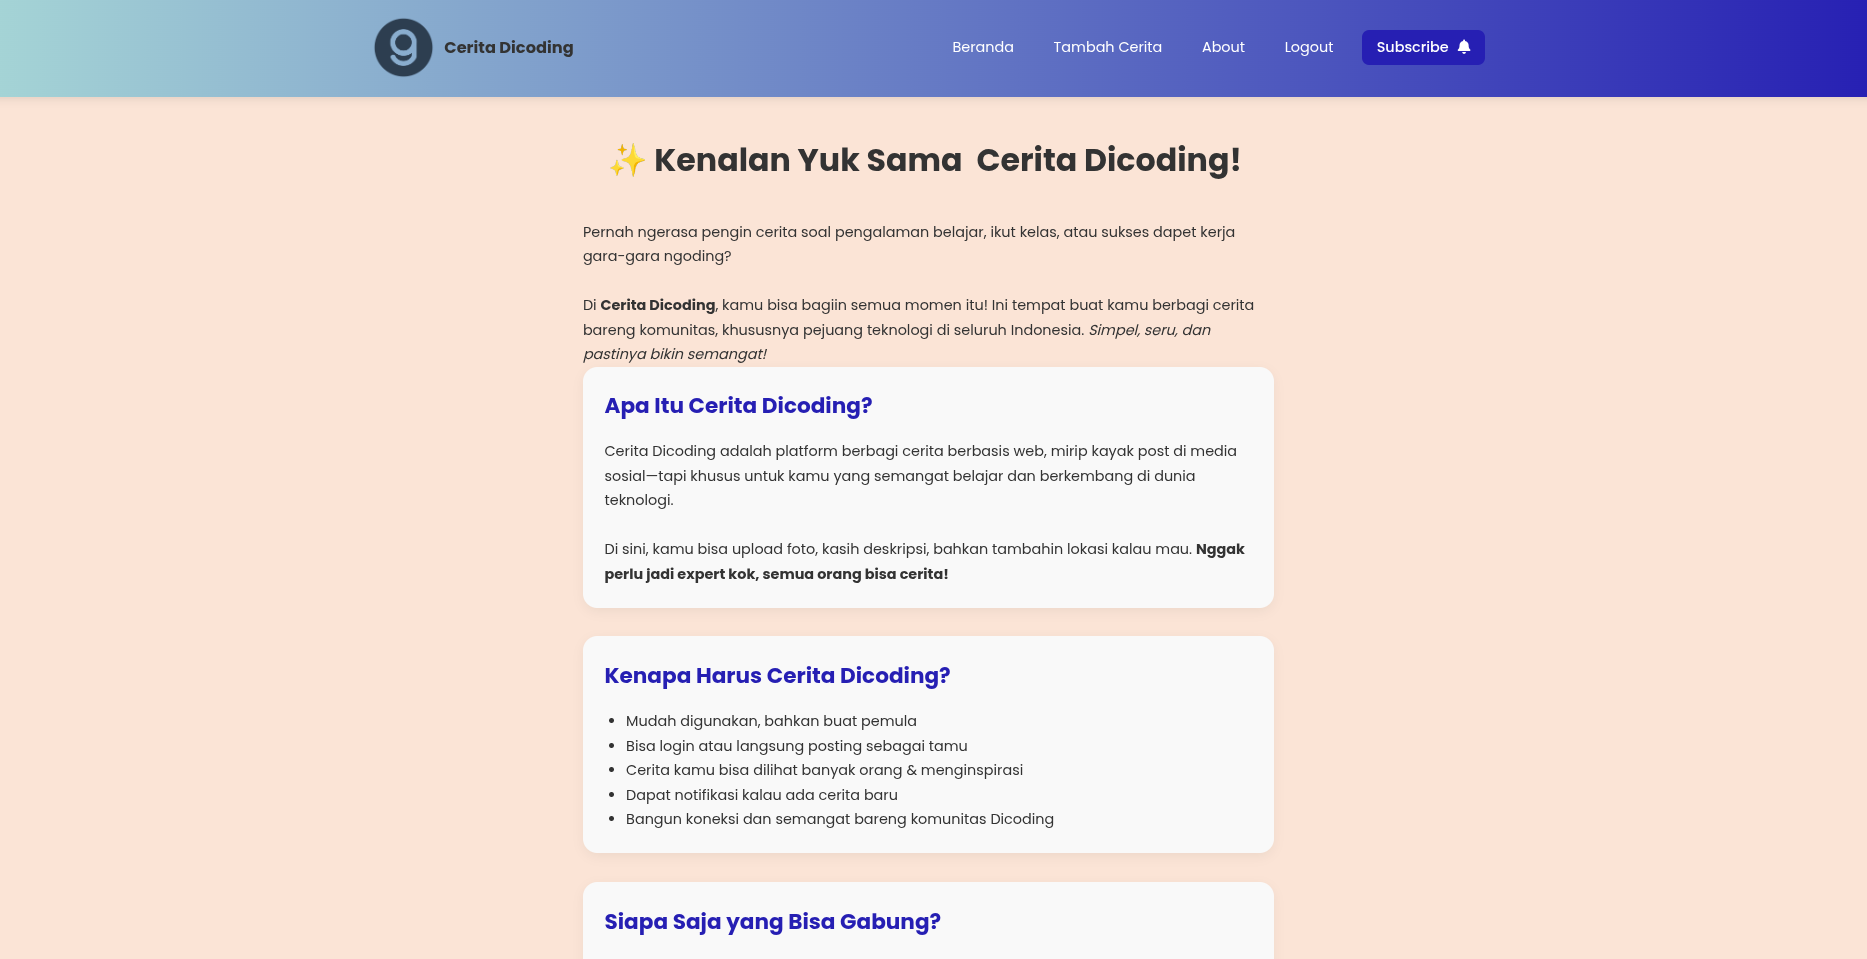 Cerita Dicoding
Beranda
Tambah Cerita
About
Logout
Subscribe
✨ Kenalan Yuk Sama Cerita Dicoding!
Pernah ngerasa pengin cerita soal pengalaman belajar, ikut kelas, atau sukses dapet kerja
gara-gara ngoding?
Di Cerita Dicoding, kamu bisa bagiin semua momen itu! Ini tempat buat kamu berbagi cerita
bareng komunitas, khususnya pejuang teknologi di seluruh Indonesia. Simpel, seru, dan
pastinya bikin semangat!
Apa Itu Cerita Dicoding?
Cerita Dicoding adalah platform berbagi cerita berbasis web, mirip kayak post di media
sosial—tapi khusus untuk kamu yang semangat belajar dan berkembang di dunia
teknologi.
Di sini, kamu bisa upload foto, kasih deskripsi, bahkan tambahin lokasi kalau mau. Nggak
perlu jadi expert kok, semua orang bisa cerita!
Kenapa Harus Cerita Dicoding?
• Mudah digunakan, bahkan buat pemula
• Bisa login atau langsung posting sebagai tamu
• Cerita kamu bisa dilihat banyak orang & menginspirasi
• Dapat notifikasi kalau ada cerita baru
• Bangun koneksi dan semangat bareng komunitas Dicoding
Siapa Saja yang Bisa Gabung?